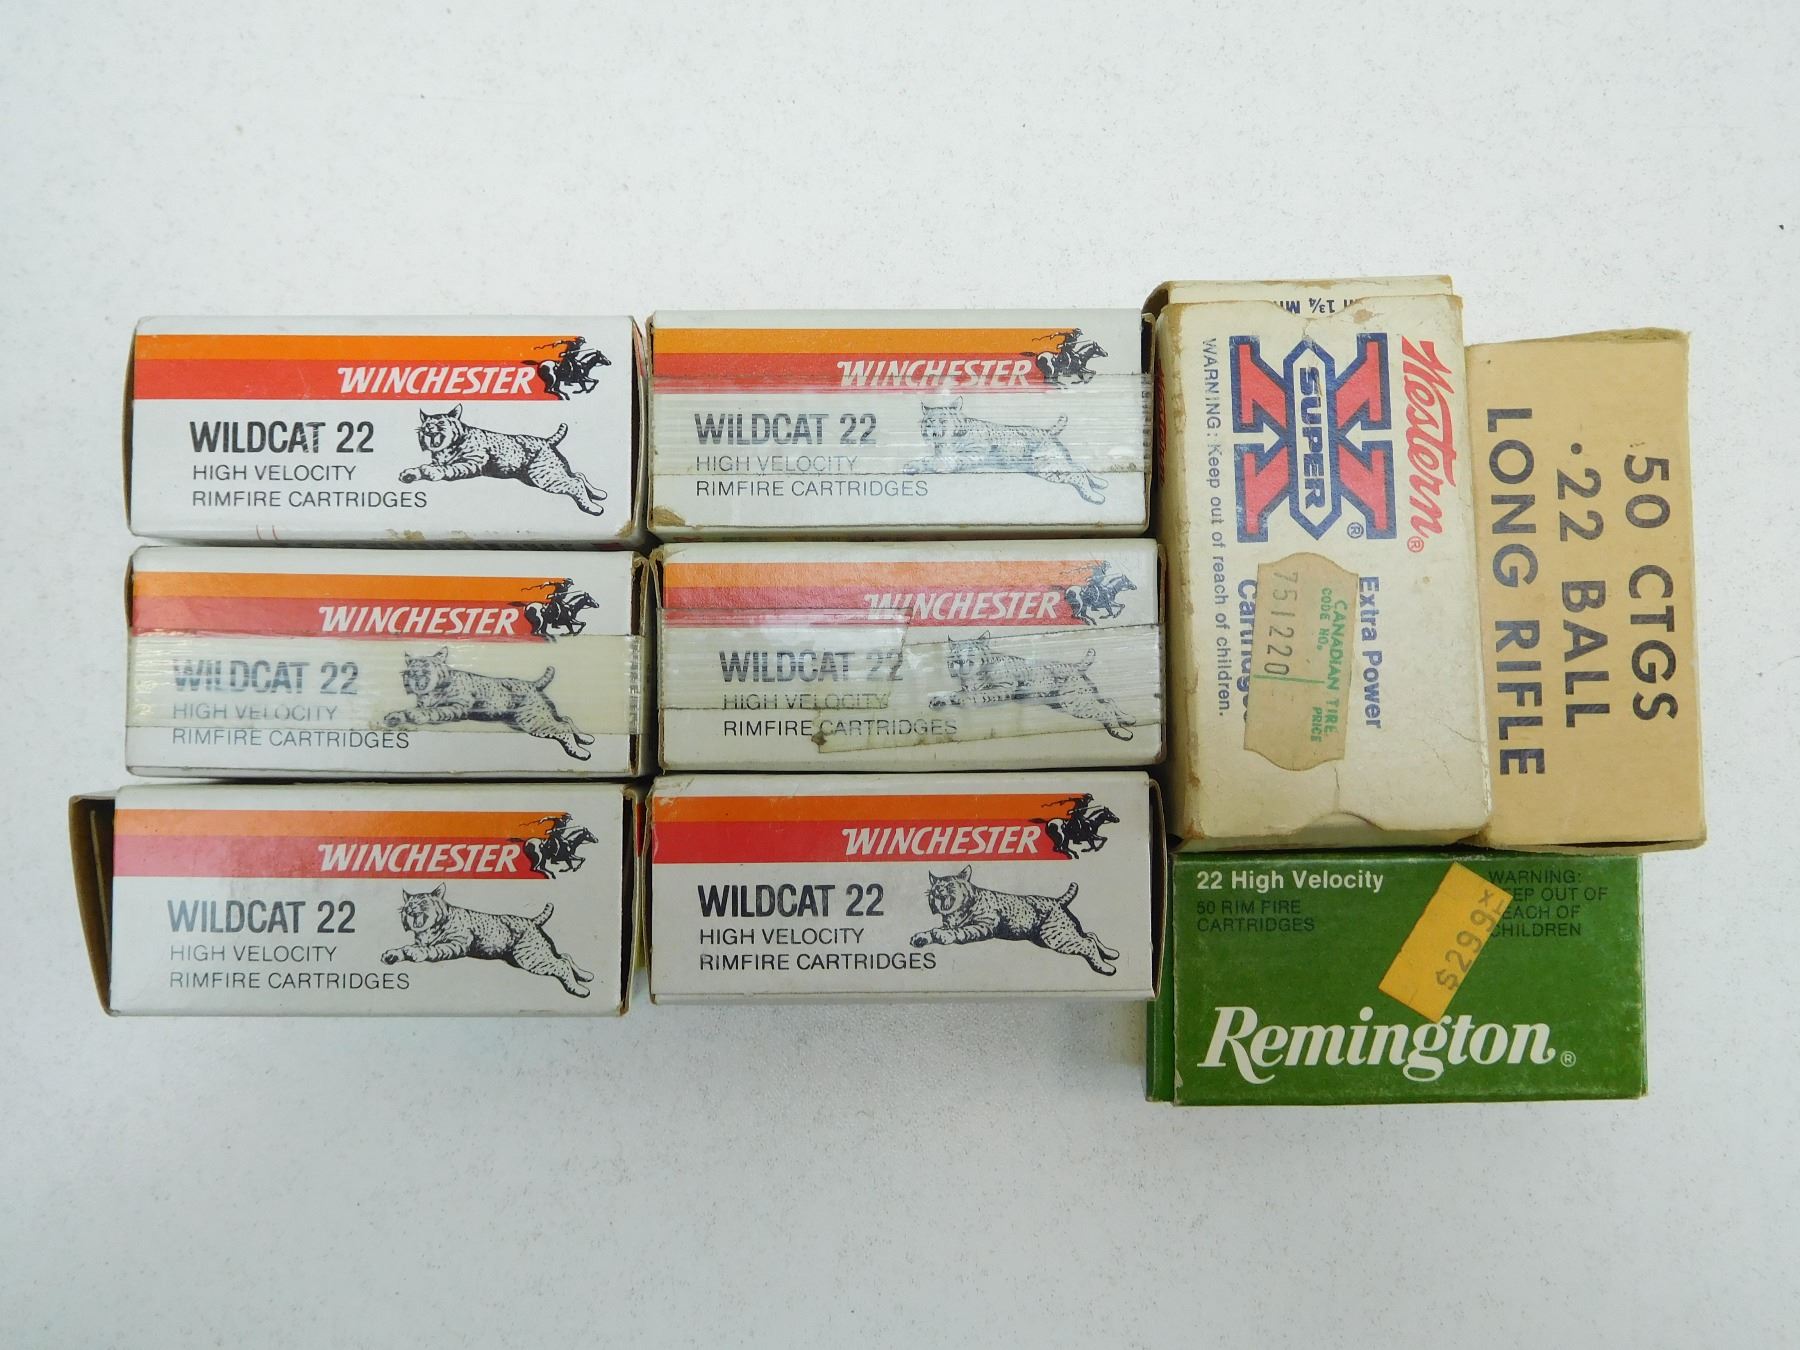 WINCHESTER
WILDCAT 22
HIGH VELOCITY
RIMFIRE CARTRIDGES
WINCHESTER
WILDCAT 22
HIGH VELOCITY
RIMFIRE CARTRIDGES
WINCHESTER
WILDCAT 22
HIGH VELOCITY
RIMFIRE CARTRIDGES
WINCHESTER
WILDCAT 22
HIGH VELOCITY
RIMFIRE CARTRIDGES
WINCHESTER
WILDCAT 22
HIGH VELOCITY
RIMFIRE CARTRIDGES
WINCHESTER
WILDCAT 22
HIGH VELOCITY
RIMFIRE CARTRIDGES
1¾
Western®
SUPER X®
Extra Power
WARNING: Keep out of reach of children.
CANADIAN TIRE
CODE NO. PRICE
751220
50 CTGS
.22 BALL
LONG RIFLE
22 High Velocity
50 RIM FIRE
CARTRIDGES
WARNING:
OUT OF
OF
CHILDREN
$2.99
Remington®